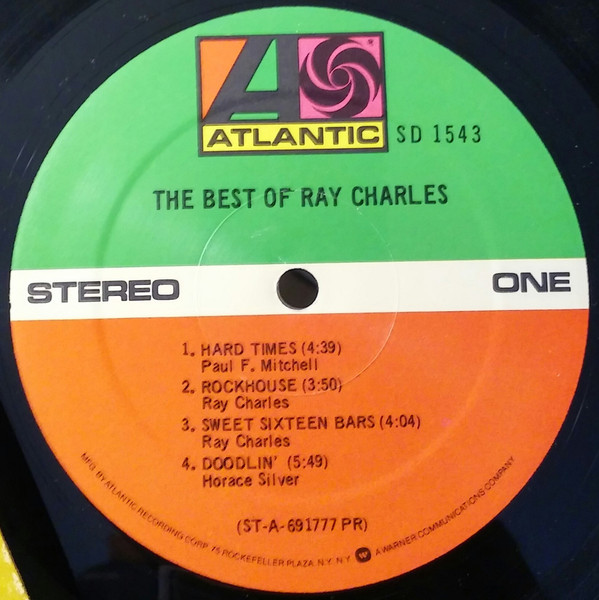 ATLANTIC
SD 1543
THE BEST OF RAY CHARLES
STEREO
ONE
1. HARD TIMES (4:39)
Paul F. Mitchell
2. ROCKHOUSE (3:50)
Ray Charles
3. SWEET SIXTEEN BARS (4:04)
Ray Charles
4. DOODLIN' (5:49)
Horace Silver
(ST-A-691777 PR)
MFG. BY ATLANTIC RECORDING CORP. 75 ROCKEFELLER PLAZA, N.Y. N.Y. W A WARNER COMMUNICATIONS COMPANY